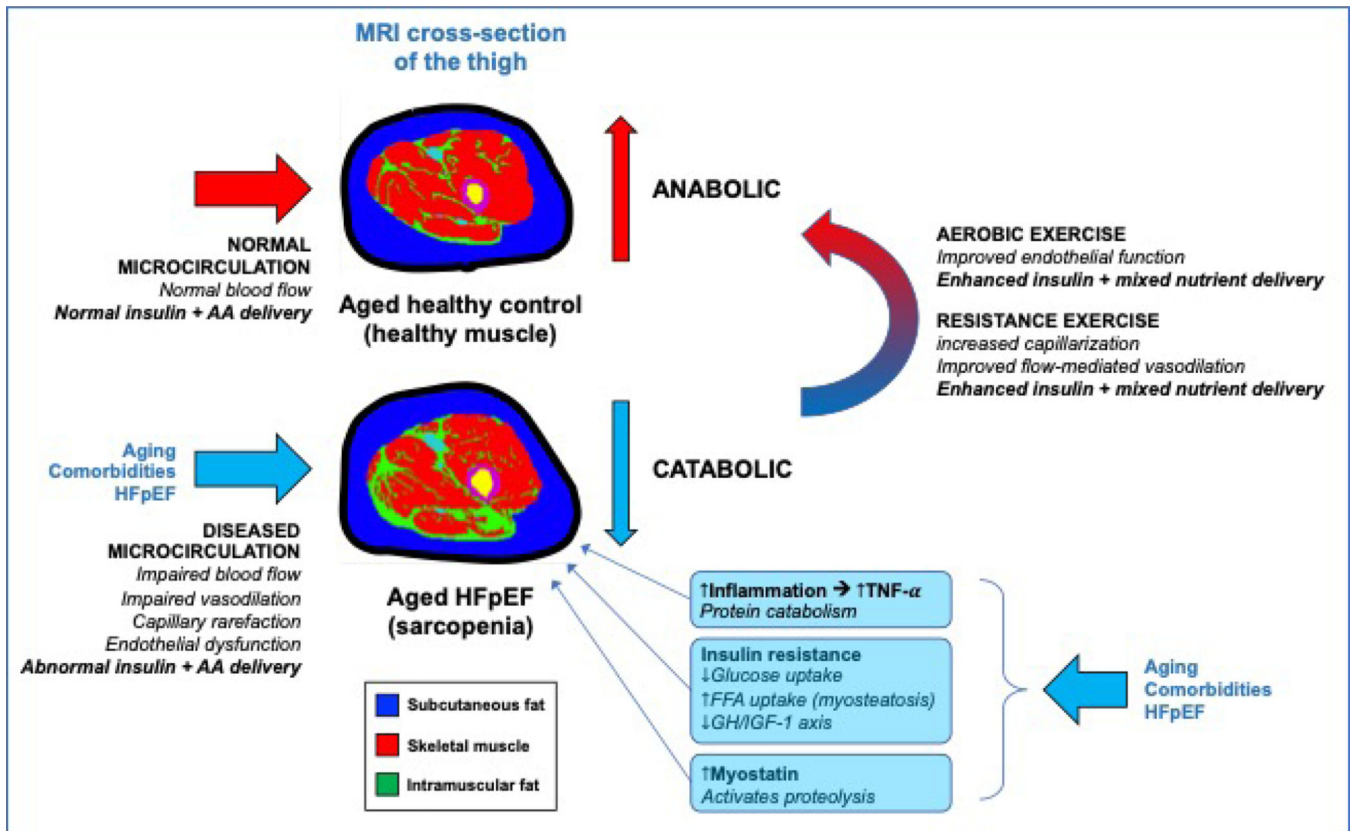 MRI cross-section
of the thigh
NORMAL
MICROCIRCULATION
Normal blood flow
Normal insulin + AA delivery
Aged healthy control
(healthy muscle)
ANABOLIC
AEROBIC EXERCISE
Improved endothelial function
Enhanced insulin + mixed nutrient delivery
RESISTANCE EXERCISE
increased capillarization
Improved flow-mediated vasodilation
Enhanced insulin + mixed nutrient delivery
Aging
Comorbidities
HFpEF
DISEASED
MICROCIRCULATION
Impaired blood flow
Impaired vasodilation
Capillary rarefaction
Endothelial dysfunction
Abnormal insulin + AA delivery
Aged HFpEF
(sarcopenia)
CATABOLIC
↑Inflammation → ↑TNF-α
Protein catabolism
Insulin resistance
↓Glucose uptake
↑FFA uptake (myosteatosis)
↓GH/IGF-1 axis
↑Myostatin
Activates proteolysis
Aging
Comorbidities
HFpEF
Subcutaneous fat
Skeletal muscle
Intramuscular fat